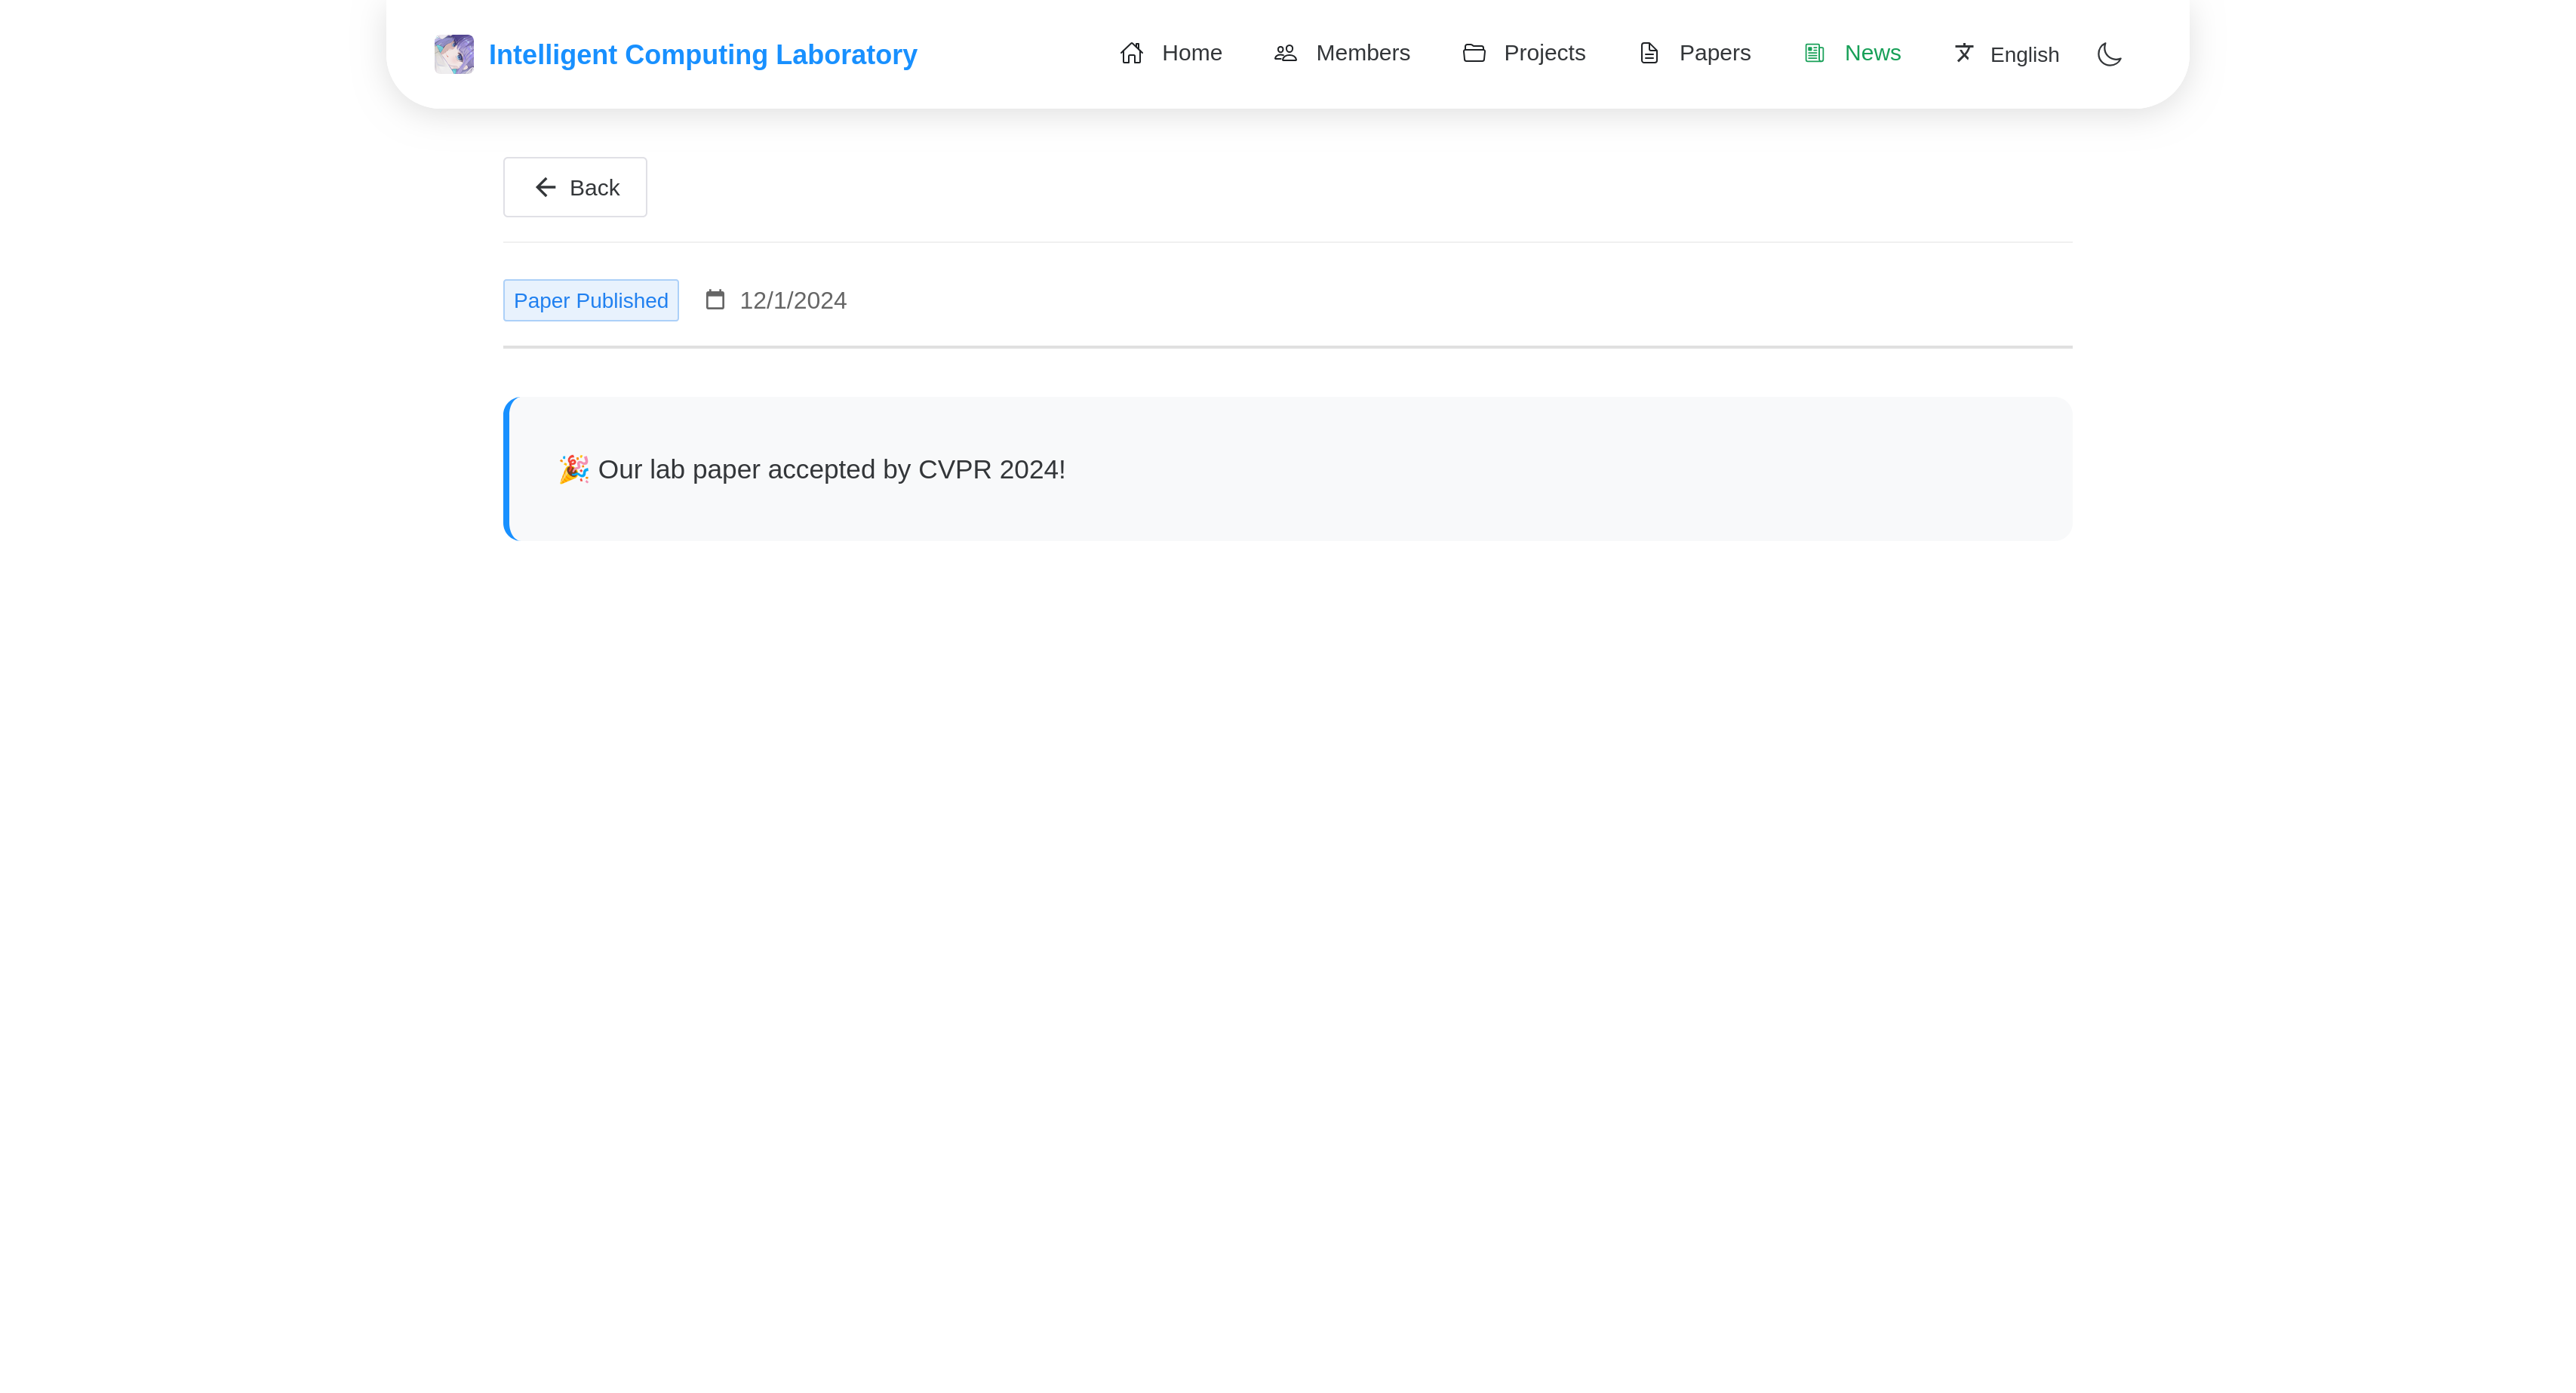 Intelligent Computing Laboratory Home Members Projects Papers News English
Back
Paper Published 12/1/2024
🎉 Our lab paper accepted by CVPR 2024!